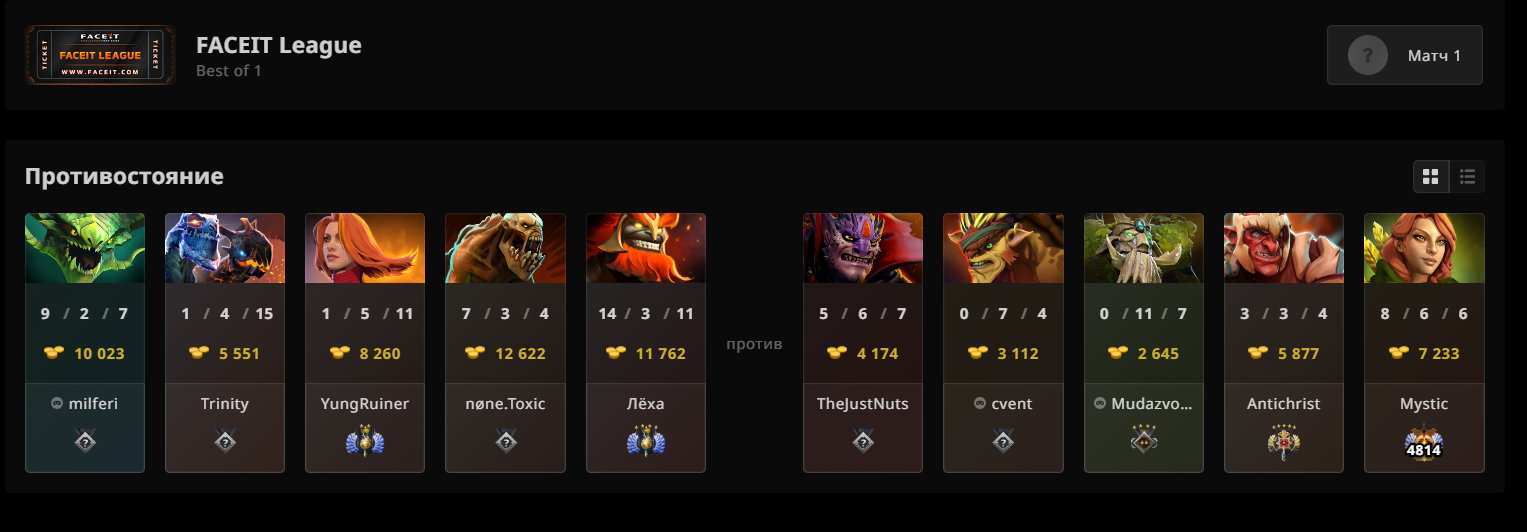 FACEIT
TICKET
FACEIT LEAGUE
TICKET
WWW.FACEIT.COM
FACEIT League
Best of 1
?
Матч 1
Противостояние
9 / 2 / 7
1 / 4 / 15
1 / 5 / 11
7 / 3 / 4
14 / 3 / 11
5 / 6 / 7
0 / 7 / 4
0 / 11 / 7
3 / 3 / 4
8 / 6 / 6
10 023
5 551
8 260
12 622
11 762
против
4 174
3 112
2 645
5 877
7 233
milferi
Trinity
YungRuiner
nøne.Toxic
Лёха
TheJustNuts
cvent
Mudazvo...
Antichrist
Mystic
?
?
?
?
?
4814